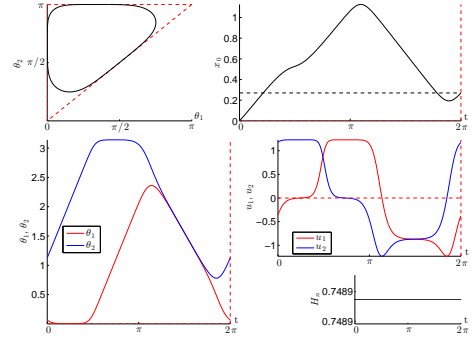 π
θ₂
π/2
0
0
π/2
π
θ₁
1
0.8
0.6
0.4
0.2
0
x₀
0
π
2π
t
3
2.5
2
1.5
1
0.5
θ₁, θ₂
θ₁
θ₂
0
π
2π
t
1
0.5
0
−0.5
−1
u₁, u₂
u₁
u₂
0
π
2π
t
Hₙ
0.7489
0.7489
0
π
2π
t